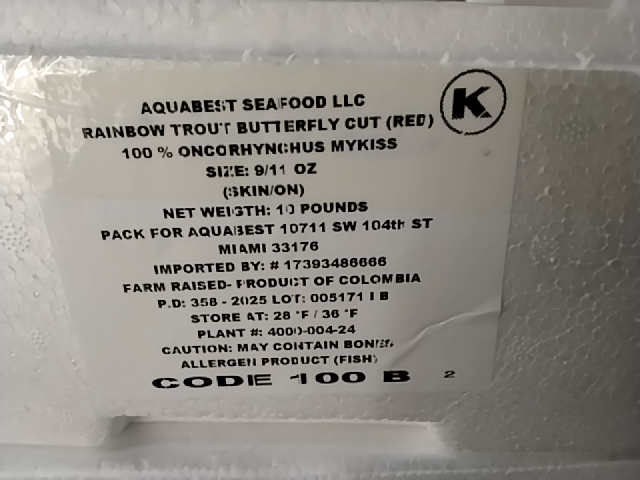 AQUABEST SEAFOOD LLC
K
RAINBOW TROUT BUTTERFLY CUT (RED)
100 % ONCORHYNCHUS MYKISS
SIZE: 9/11 OZ
(SKIN/ON)
NET WEIGTH: 10 POUNDS
PACK FOR AQUABEST 10711 SW 104th ST
MIAMI 33176
IMPORTED BY: # 17393486666
FARM RAISED- PRODUCT OF COLOMBIA
P.D: 358 - 2025 LOT: 005171 I B
STORE AT: 28 °F / 36 °F
PLANT #: 4000-004-24
CAUTION: MAY CONTAIN BONES
ALLERGEN PRODUCT (FISH)
CODE 100 B 2